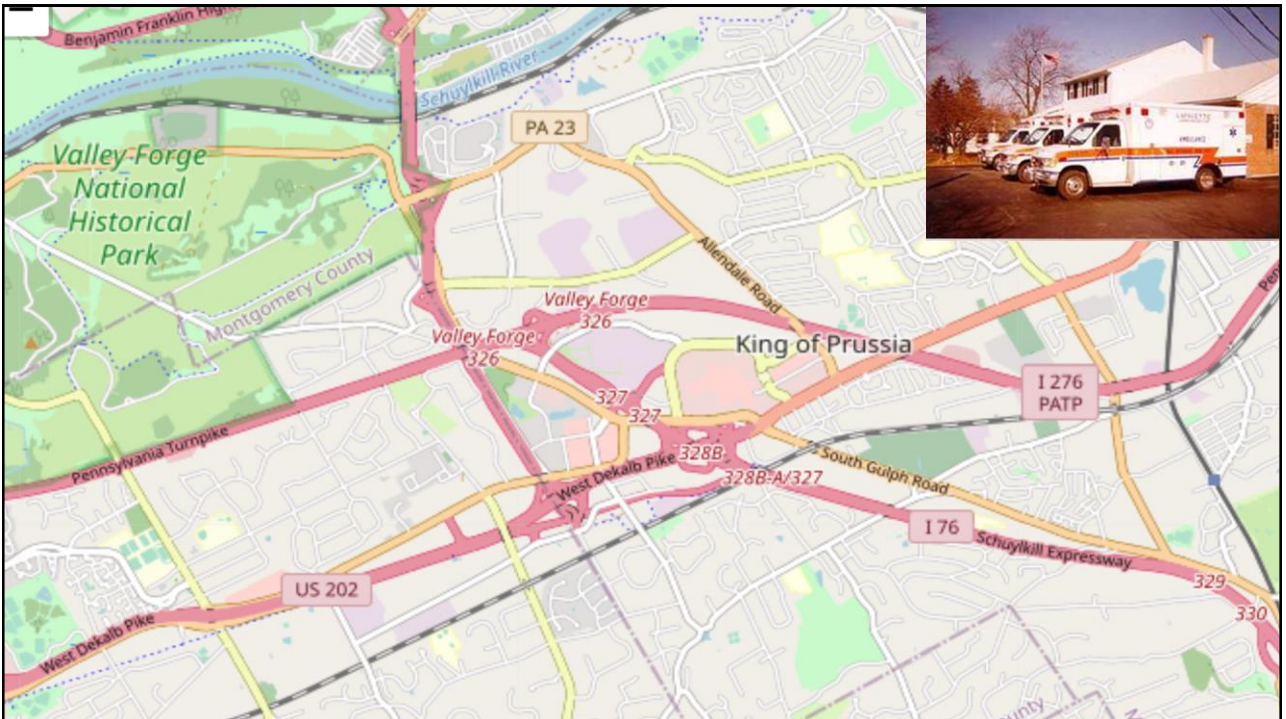 Benjamin Franklin High
Schuylkill River
PA 23
LAFAYETTE
AMBULANCE
Valley Forge
National
Historical
Park
Montgomery County
Allendale Road
Valley Forge
326
Valley Forge
326
King of Prussia
I 276
PATP
327
327
328B
Pennsylvania Turnpike
West Dekalb Pike
328B-A/327
South Gulph Road
I 76
Schuylkill Expressway
US 202
329
330
West Dekalb Pike